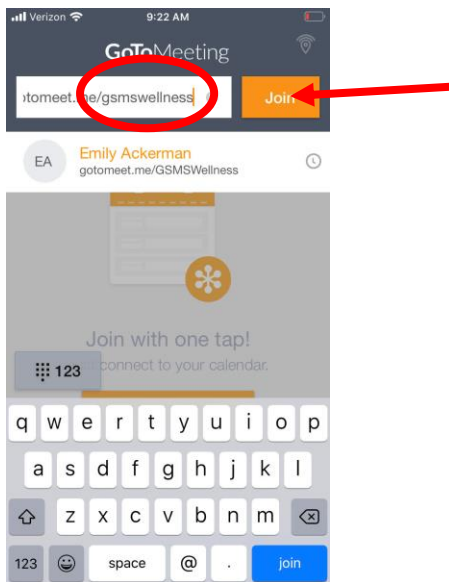 Verizon 9:22 AM
GoToMeeting
otomeet.me/gsmswellness Join
EA Emily Ackerman
gotomeet.me/GSMSWellness
Join with one tap!
connect to your calendar.
123
q w e r t y u i o p
a s d f g h j k l
z x c v b n m
123 space @ . join